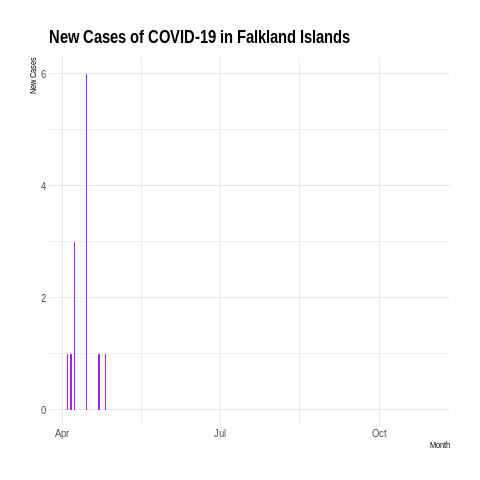 New Cases of COVID-19 in Falkland Islands
New Cases
6
4
2
0
Apr Jul Oct
Month